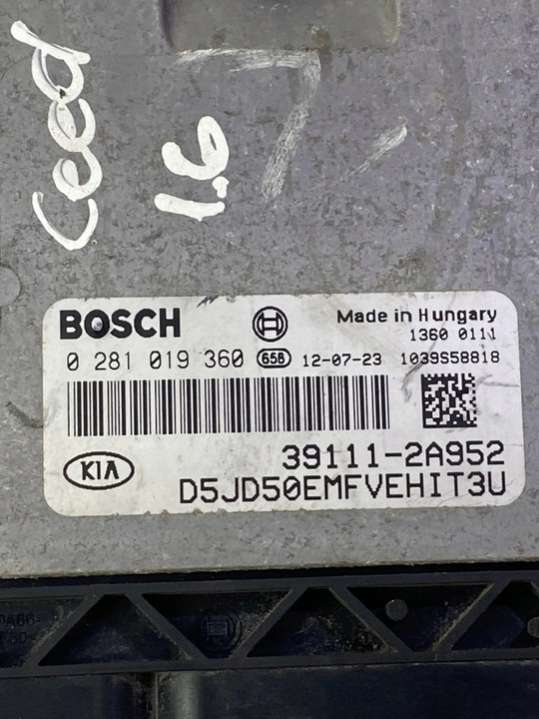 Ceed
1.6
BOSCH
Made in Hungary
1360 0111
0 281 019 360 658 12-07-23 1039S58818
39111-2A952
KIA
D5JD50EMFVEHIT3U